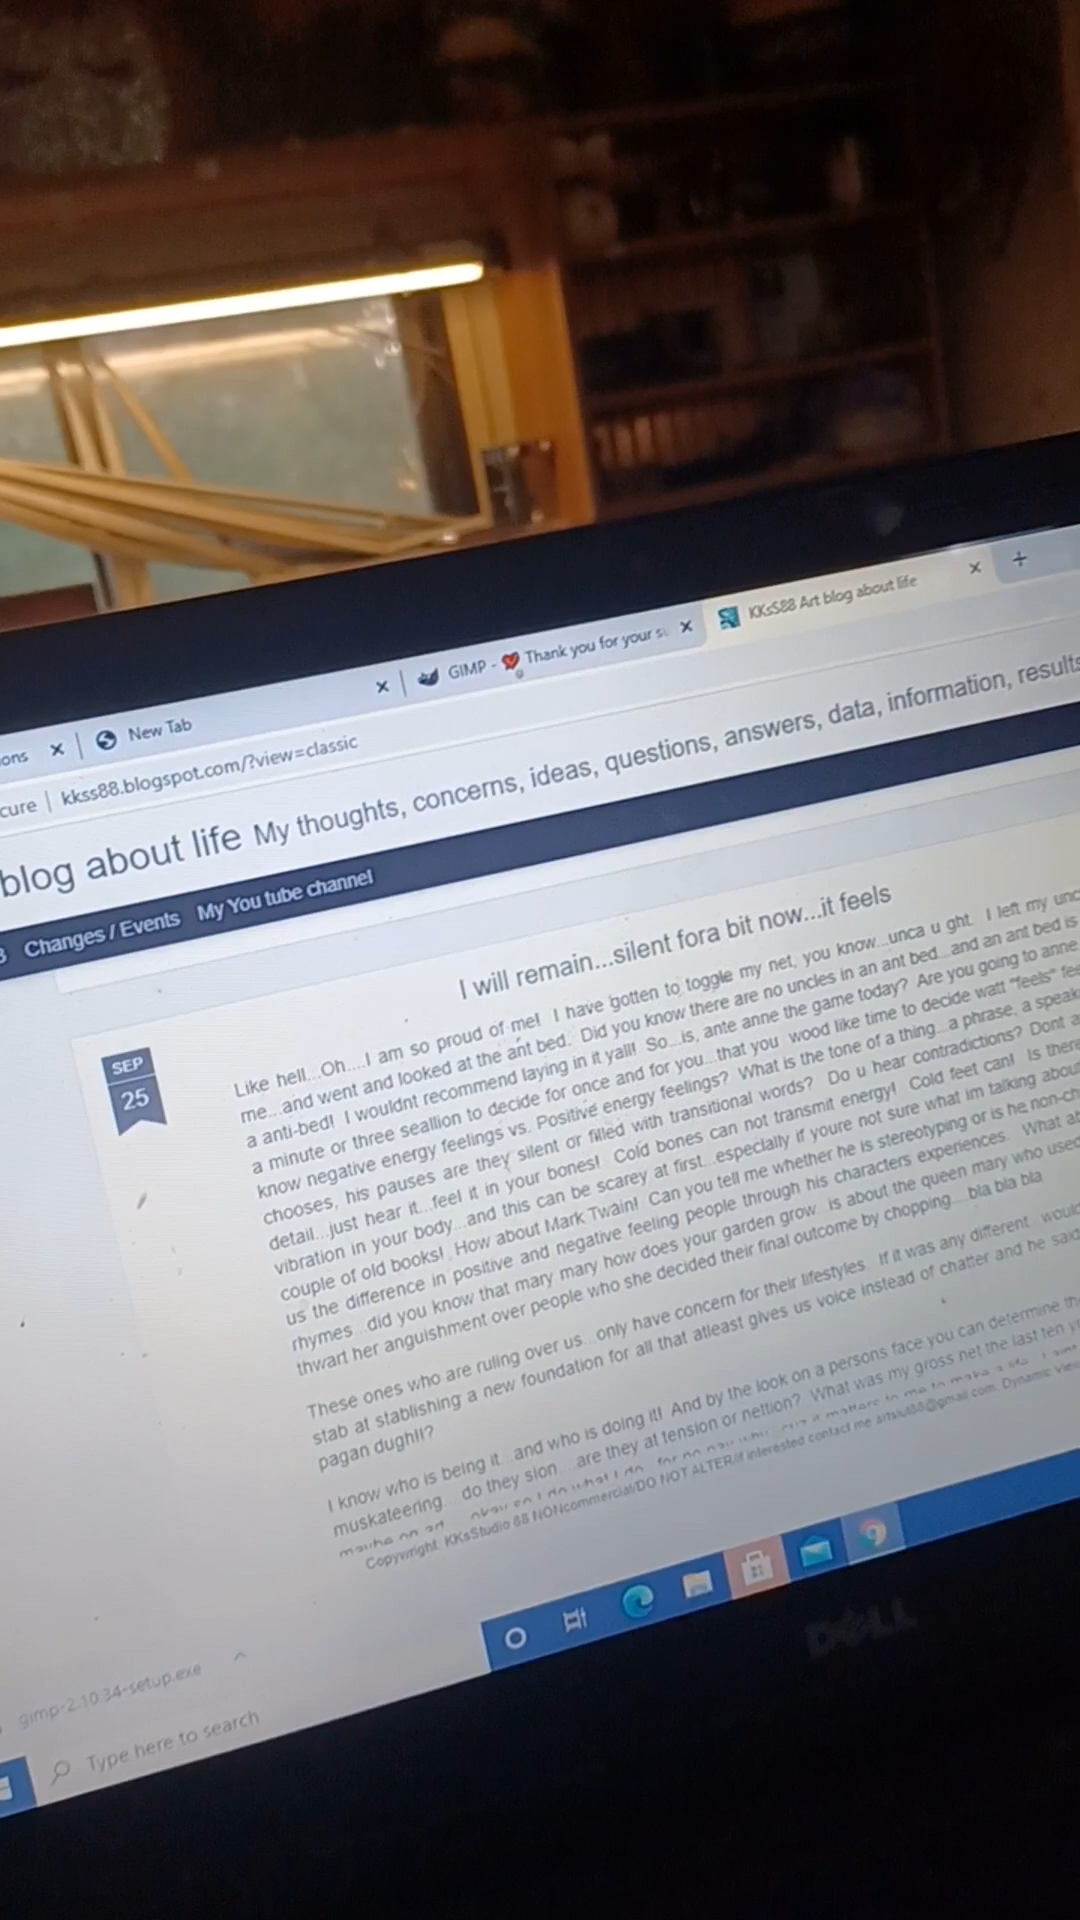 ons
New Tab
GIMP - Thank you for your s
KKsS88 Art blog about life
cure | kkss88.blogspot.com/?view=classic
blog about life My thoughts, concerns, ideas, questions, answers, data, information, results
Changes / Events My You tube channel
SEP
25
I will remain...silent fora bit now...it feels
Like hell...Oh....I am so proud of me! I have gotten to toggle my net, you know...unca u ght. I left my unc
me...and went and looked at the ant bed. Did you know there are no uncles in an ant bed...and an ant bed is
a anti-bed! I wouldnt recommend laying in it yall! So...is, ante anne the game today? Are you going to anne
a minute or three seallion to decide for once and for you...that you wood like time to decide watt "feels" fee
know negative energy feelings vs. Positive energy feelings? What is the tone of a thing...a phrase, a speak
chooses, his pauses are they silent or filled with transitional words? Do u hear contradictions? Dont a
detail...just hear it...feel it in your bones! Cold bones can not transmit energy! Cold feet can! Is there
vibration in your body...and this can be scarey at first...especially if youre not sure what im talking about
couple of old books! How about Mark Twain! Can you tell me whether he is stereotyping or is he non-ch
us the difference in positive and negative feeling people through his characters experiences. What ab
rhymes...did you know that mary mary how does your garden grow is about the queen mary who used
thwart her anguishment over people who she decided their final outcome by chopping....bla bla bla
These ones who are ruling over us...only have concern for their lifestyles. If it was any different would
stab at stablishing a new foundation for all that atleast gives us voice instead of chatter and he said
pagan dughll?
I know who is being it...and who is doing it! And by the look on a persons face you can determine th
muskateering...do they sion...are they at tension or nettion? What was my gross net the last ten y
Copywright KKsStudio 88 NONcommercial/DO NOT ALTER/if interested contact me Dynamic View
gimp-2.10.34-setup.exe
Type here to search
DELL